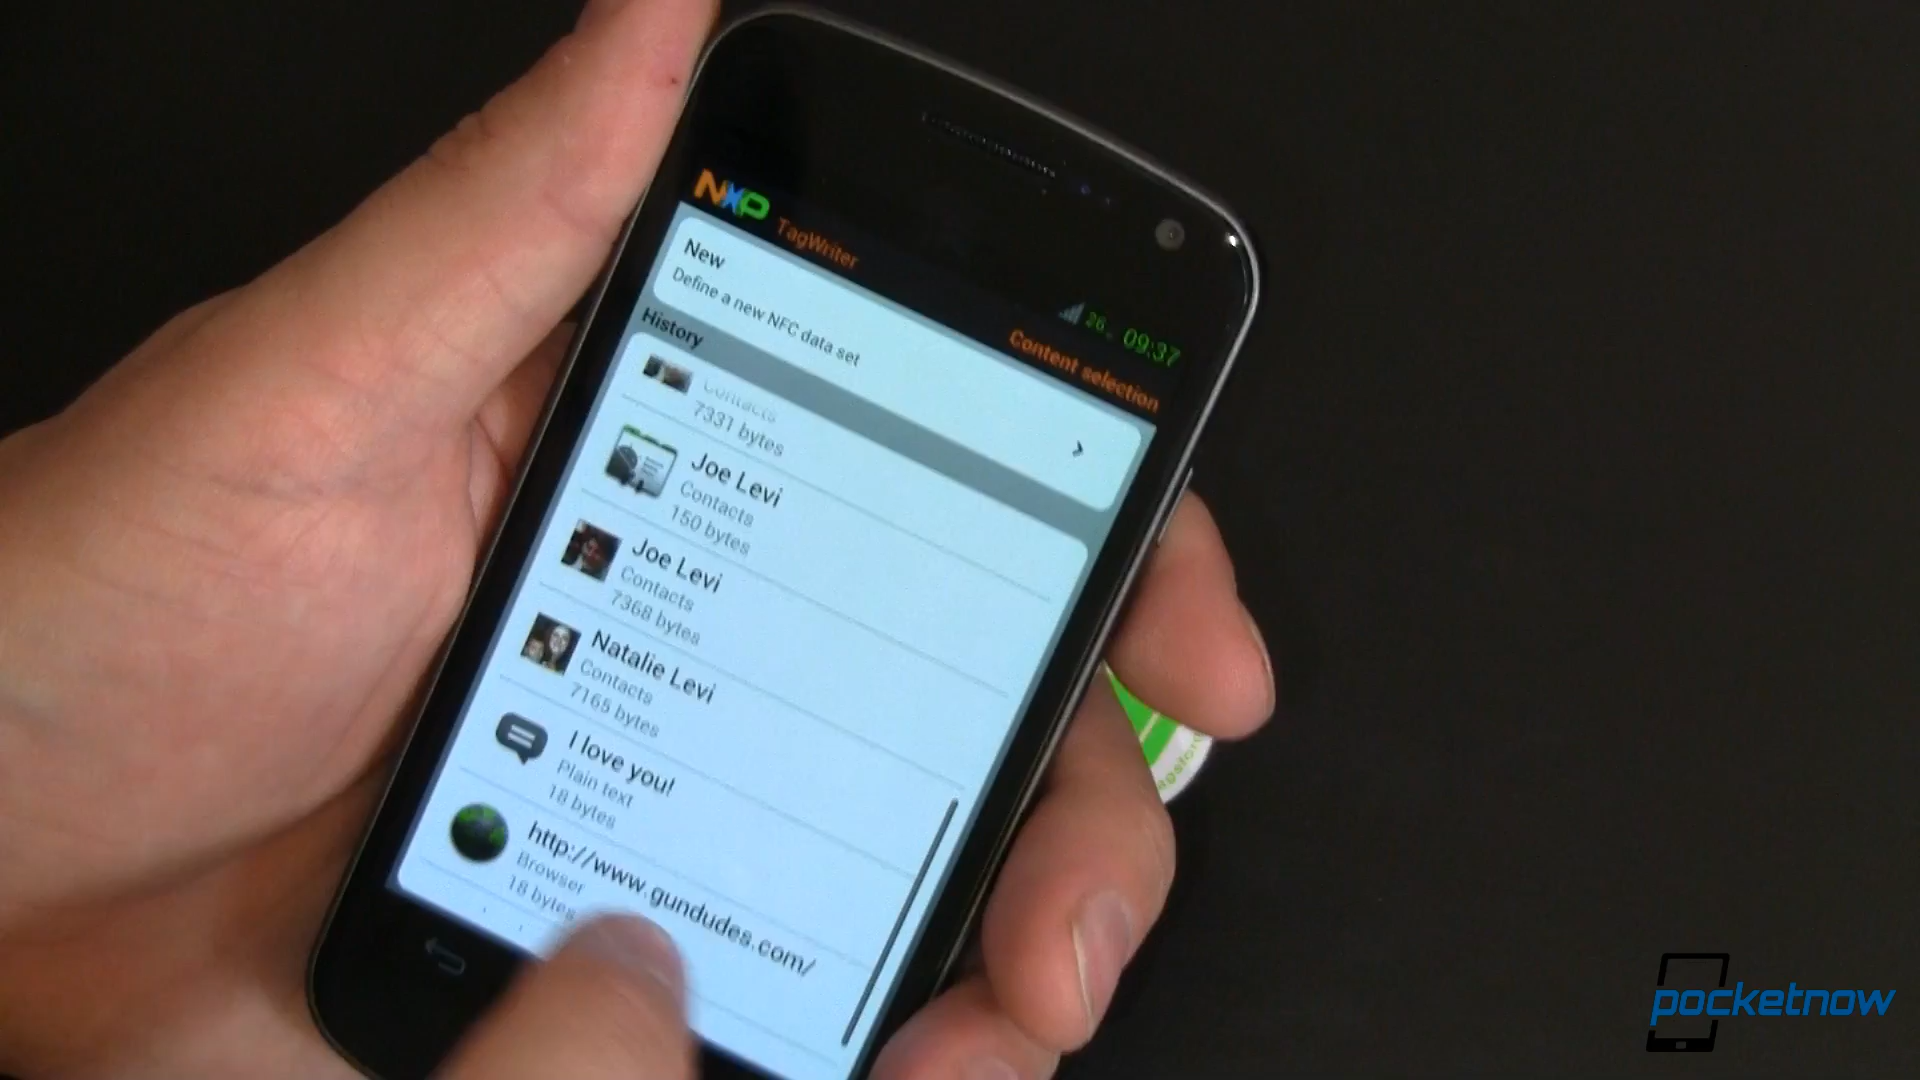 NXP TagWriter
26 09:37
Content selection
New
Define a new NFC data set
History
Contacts
7331 bytes
Joe Levi
Contacts
150 bytes
Joe Levi
Contacts
7368 bytes
Natalie Levi
Contacts
7165 bytes
I love you!
Plain text
18 bytes
http://www.gundudes.com/
Browser
18 bytes
pocketnow